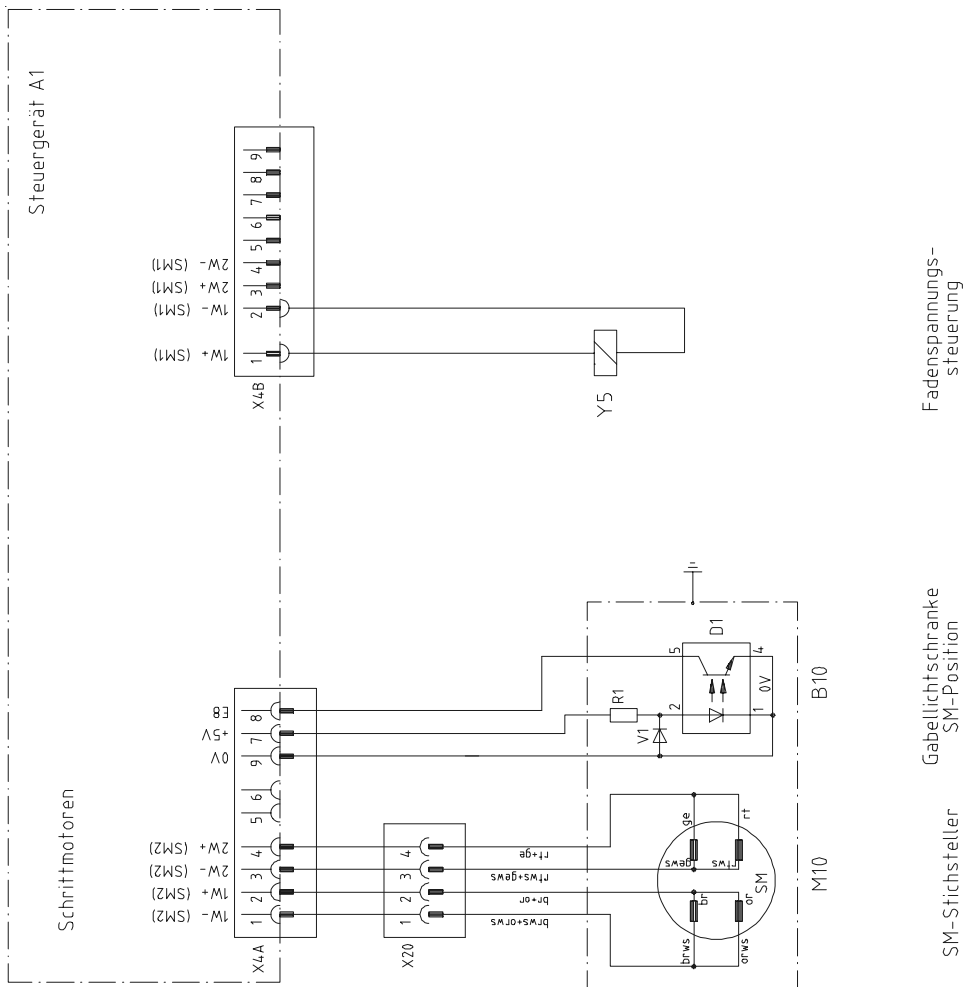 Steuergerät A1
Schrittmotoren
X4B
1 1W+ (SM1)
2 1W- (SM1)
3 2W+ (SM1)
4 2W- (SM1)
5
6
7
8
9
Y5
Fadenspannungs-
steuerung
X4A
1 1W- (SM2)
2 1W+ (SM2)
3 2W- (SM2)
4 2W+ (SM2)
5
6
9 0V
7 +5V
8 E8
X20
1
2
3
4
brws+orws
br+or
rtws+gews
rt+ge
R1
V1
D1
2
5
1
4
0V
B10
Gabellichtschranke
SM-Position
ge
rt
gews
rtws
br
or
brws
orws
SM
M10
SM-Stichsteller